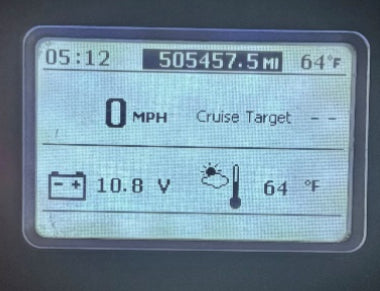 05:12 505457.5 MI 64°F
0 MPH Cruise Target - -
- + 10.8 V 64 °F